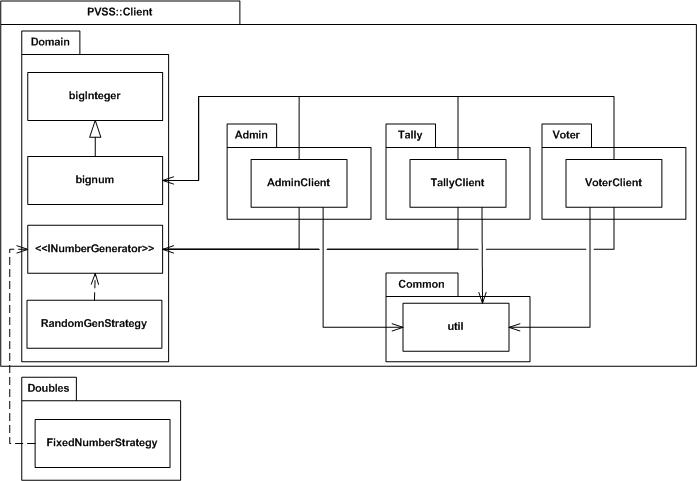 PVSS::Client
Domain
bigInteger
bignum
<<INumberGenerator>>
RandomGenStrategy
Admin
AdminClient
Tally
TallyClient
Voter
VoterClient
Common
util
Doubles
FixedNumberStrategy